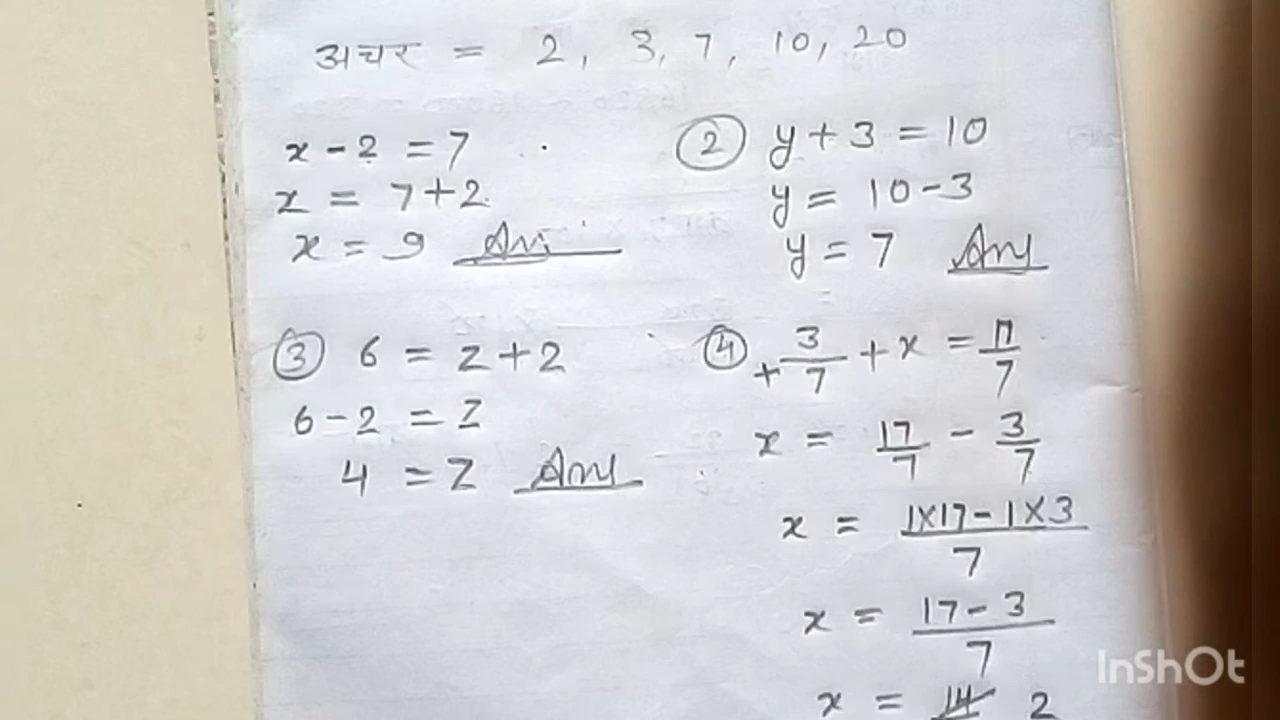 अचर = 2, 3, 7, 10, 20
x - 2 = 7
x = 7 + 2
x = 9 Ans
② y + 3 = 10
y = 10 - 3
y = 7 Ans
③ 6 = z + 2
6 - 2 = z
4 = z Ans
④ +3/7 + x = 17/7
x = 17/7 - 3/7
x = 1×17 - 1×3 / 7
x = 17 - 3 / 7
x = 14 2
InShOt